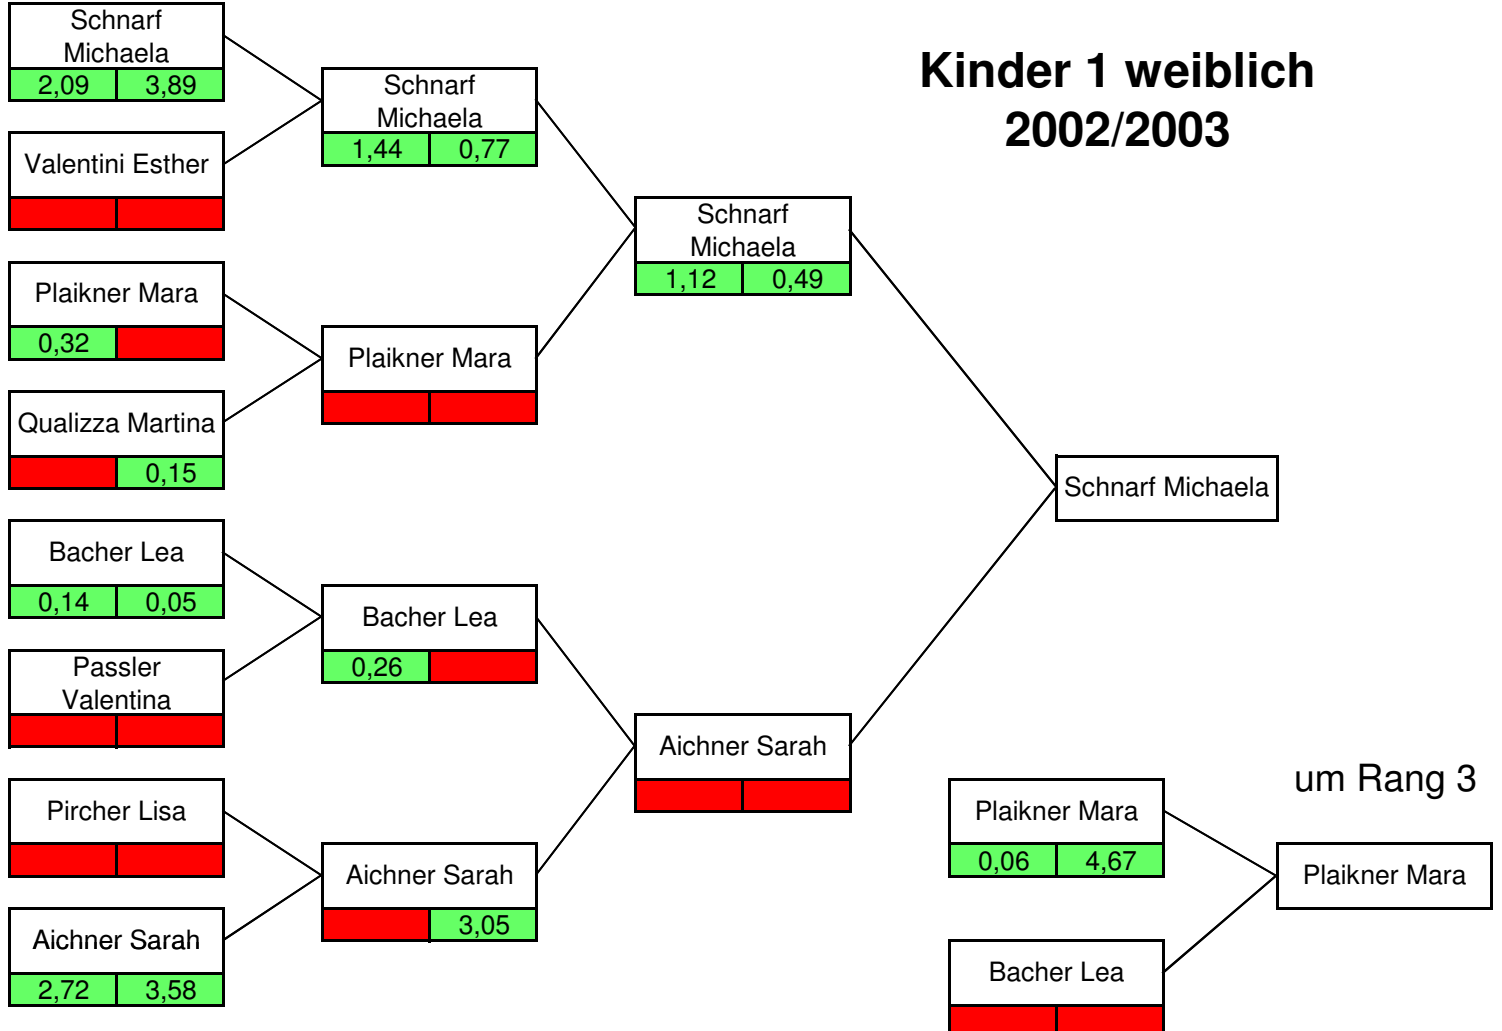 Kinder 1 weiblich
2002/2003
Schnarf
Michaela
2,09 3,89
Valentini Esther
Plaikner Mara
0,32
Qualizza Martina
0,15
Bacher Lea
0,14 0,05
Passler
Valentina
Pircher Lisa
Aichner Sarah
2,72 3,58
Schnarf
Michaela
1,44 0,77
Plaikner Mara
Bacher Lea
0,26
Aichner Sarah
3,05
Schnarf
Michaela
1,12 0,49
Aichner Sarah
Schnarf Michaela
um Rang 3
Plaikner Mara
0,06 4,67
Bacher Lea
Plaikner Mara